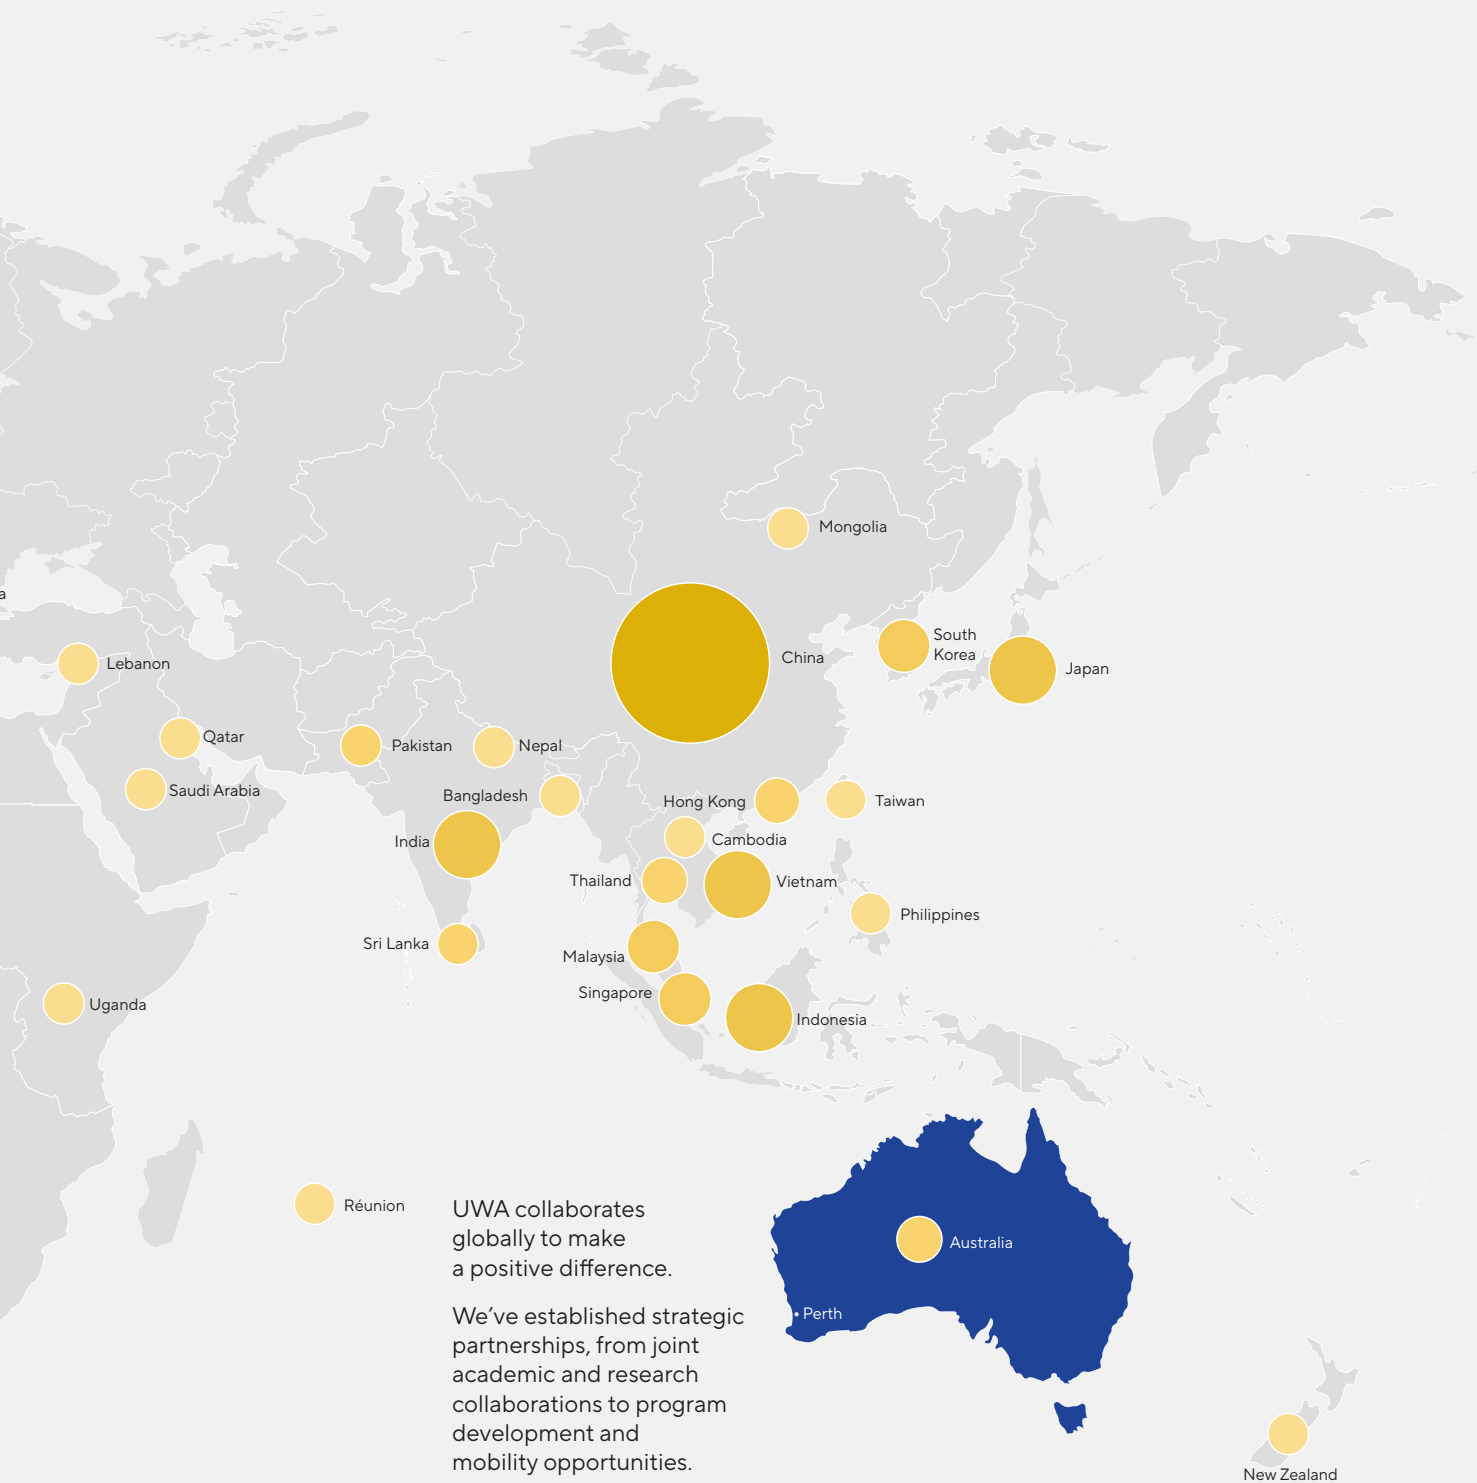 Mongolia
a
South
Korea
China
Lebanon
Japan
Qatar
Pakistan
Nepal
Saudi Arabia
Bangladesh
Hong Kong
Taiwan
India
Cambodia
Thailand
Vietnam
Philippines
Sri Lanka
Malaysia
Singapore
Uganda
Indonesia
Réunion
UWA collaborates
globally to make
a positive difference.
We’ve established strategic
partnerships, from joint
academic and research
collaborations to program
development and
mobility opportunities.
Australia
Perth
New Zealand